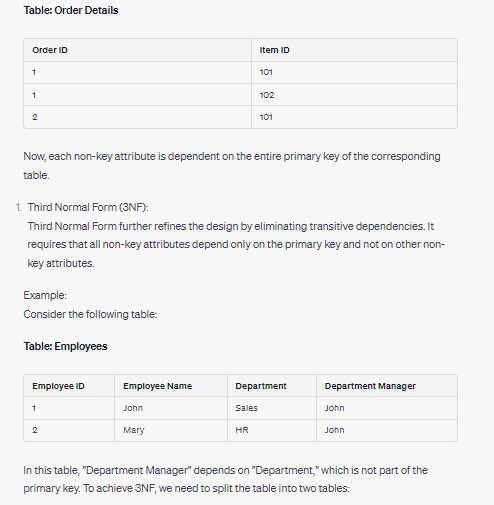 Table: Order Details
Order ID Item ID
1 101
1 102
2 101
Now, each non-key attribute is dependent on the entire primary key of the corresponding
table.
1. Third Normal Form (3NF):
Third Normal Form further refines the design by eliminating transitive dependencies. It
requires that all non-key attributes depend only on the primary key and not on other non-
key attributes.
Example:
Consider the following table:
Table: Employees
Employee ID Employee Name Department Department Manager
1 John Sales John
2 Mary HR John
In this table, "Department Manager" depends on "Department," which is not part of the
primary key. To achieve 3NF, we need to split the table into two tables: